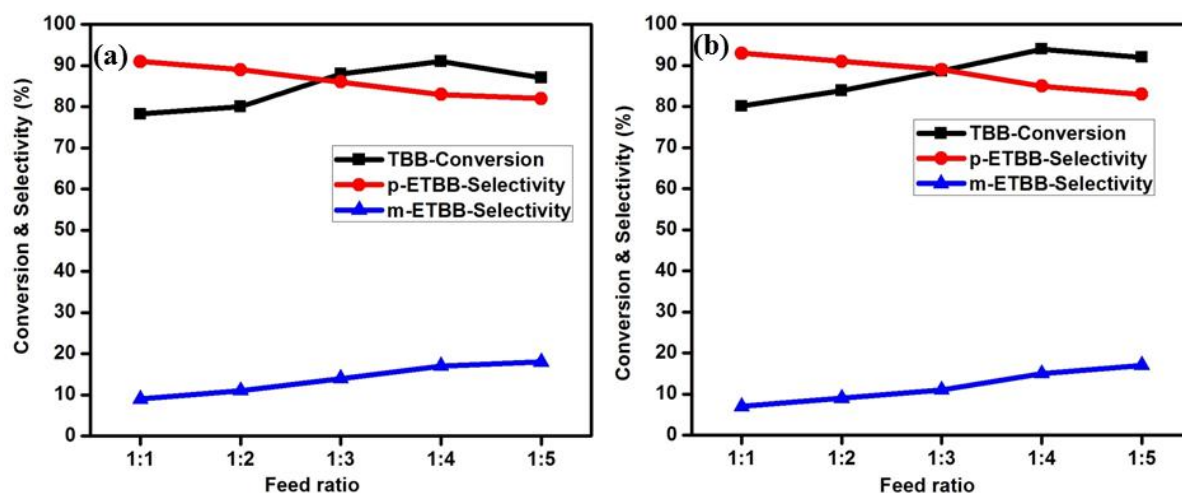 (a)
Conversion & Selectivity (%)
100
90
80
70
60
50
40
30
20
10
0
TBB-Conversion
p-ETBB-Selectivity
m-ETBB-Selectivity
1:1 1:2 1:3 1:4 1:5
Feed ratio
(b)
Conversion & Selectivity (%)
100
90
80
70
60
50
40
30
20
10
0
TBB-Conversion
p-ETBB-Selectivity
m-ETBB-Selectivity
1:1 1:2 1:3 1:4 1:5
Feed ratio